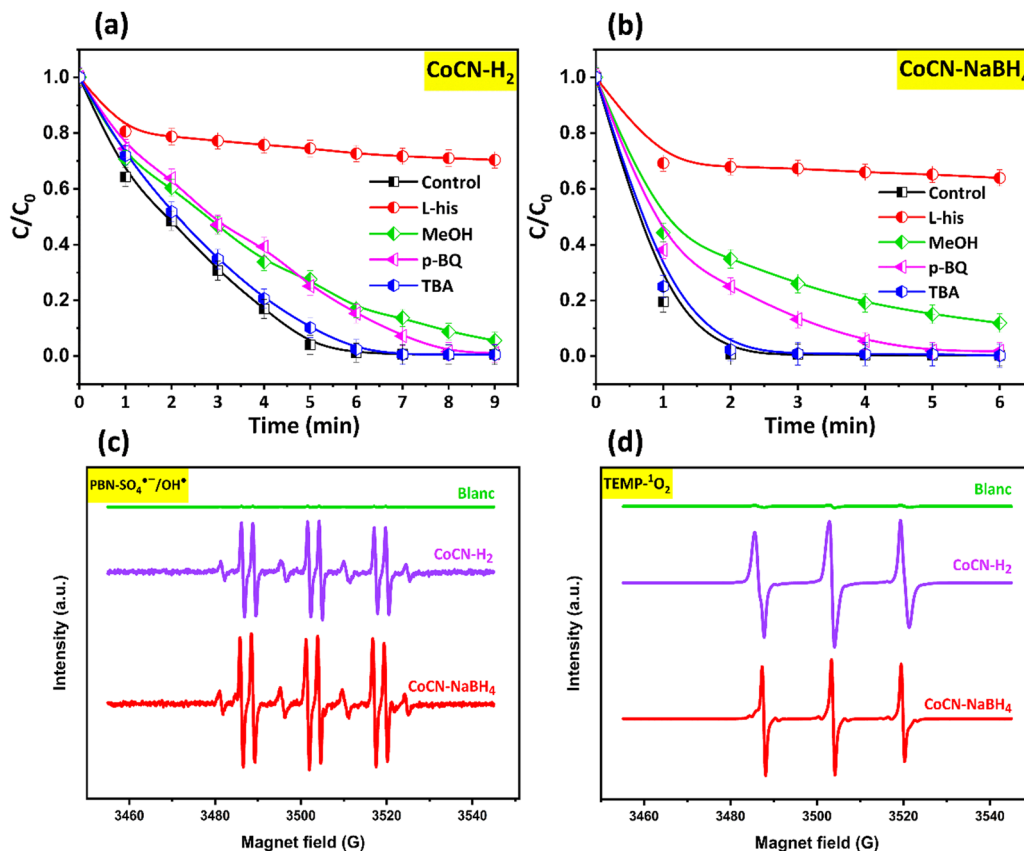 (a)
CoCN-H₂
C/C₀
1.0
0.8
0.6
0.4
0.2
0.0
Control
L-his
MeOH
p-BQ
TBA
0 1 2 3 4 5 6 7 8 9
Time (min)
(b)
CoCN-NaBH₄
C/C₀
1.0
0.8
0.6
0.4
0.2
0.0
Control
L-his
MeOH
p-BQ
TBA
0 1 2 3 4 5 6
Time (min)
(c)
PBN-SO₄•−/OH•
Blanc
CoCN-H₂
CoCN-NaBH₄
Intensity (a.u.)
3460 3480 3500 3520 3540
Magnet field (G)
(d)
TEMP-¹O₂
Blanc
CoCN-H₂
CoCN-NaBH₄
Intensity (a.u.)
3460 3480 3500 3520 3540
Magnet field (G)